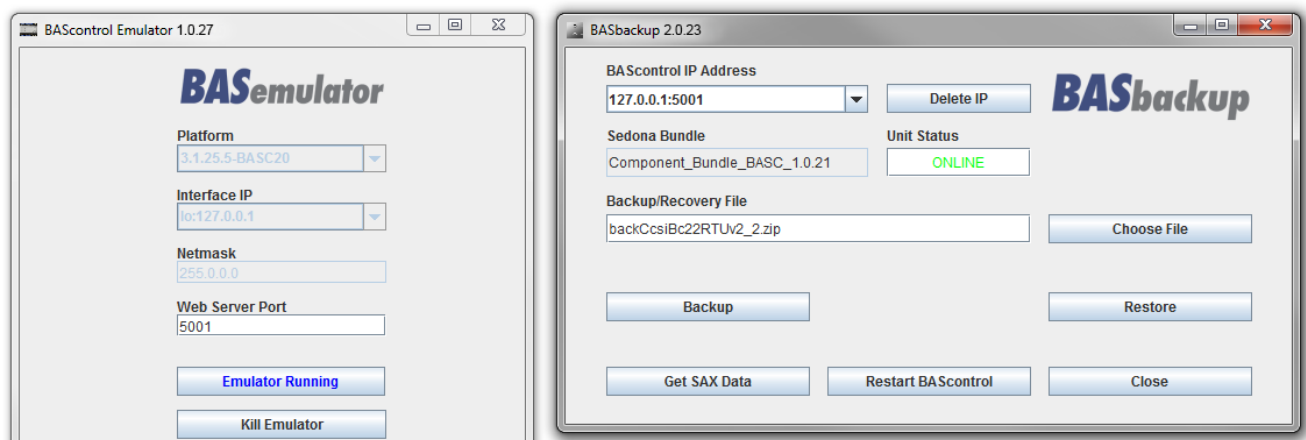 BAScontrol Emulator 1.0.27
BASemulator
Platform
3.1.25.5-BASC20
Interface IP
lo:127.0.0.1
Netmask
255.0.0.0
Web Server Port
5001
Emulator Running
Kill Emulator
BASbackup 2.0.23
BAScontrol IP Address
127.0.0.1:5001
Delete IP
BASbackup
Sedona Bundle
Unit Status
Component_Bundle_BASC_1.0.21
ONLINE
Backup/Recovery File
backCcsiBc22RTUv2_2.zip
Choose File
Backup
Restore
Get SAX Data
Restart BAScontrol
Close